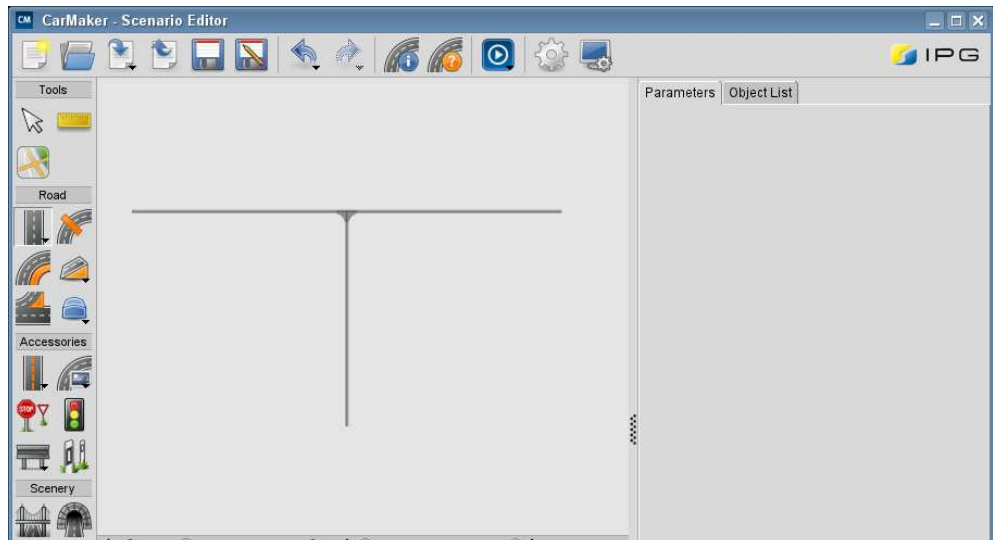 CM CarMaker - Scenario Editor
IPG
Tools
Parameters Object List
Road
Accessories
STOP
Scenery